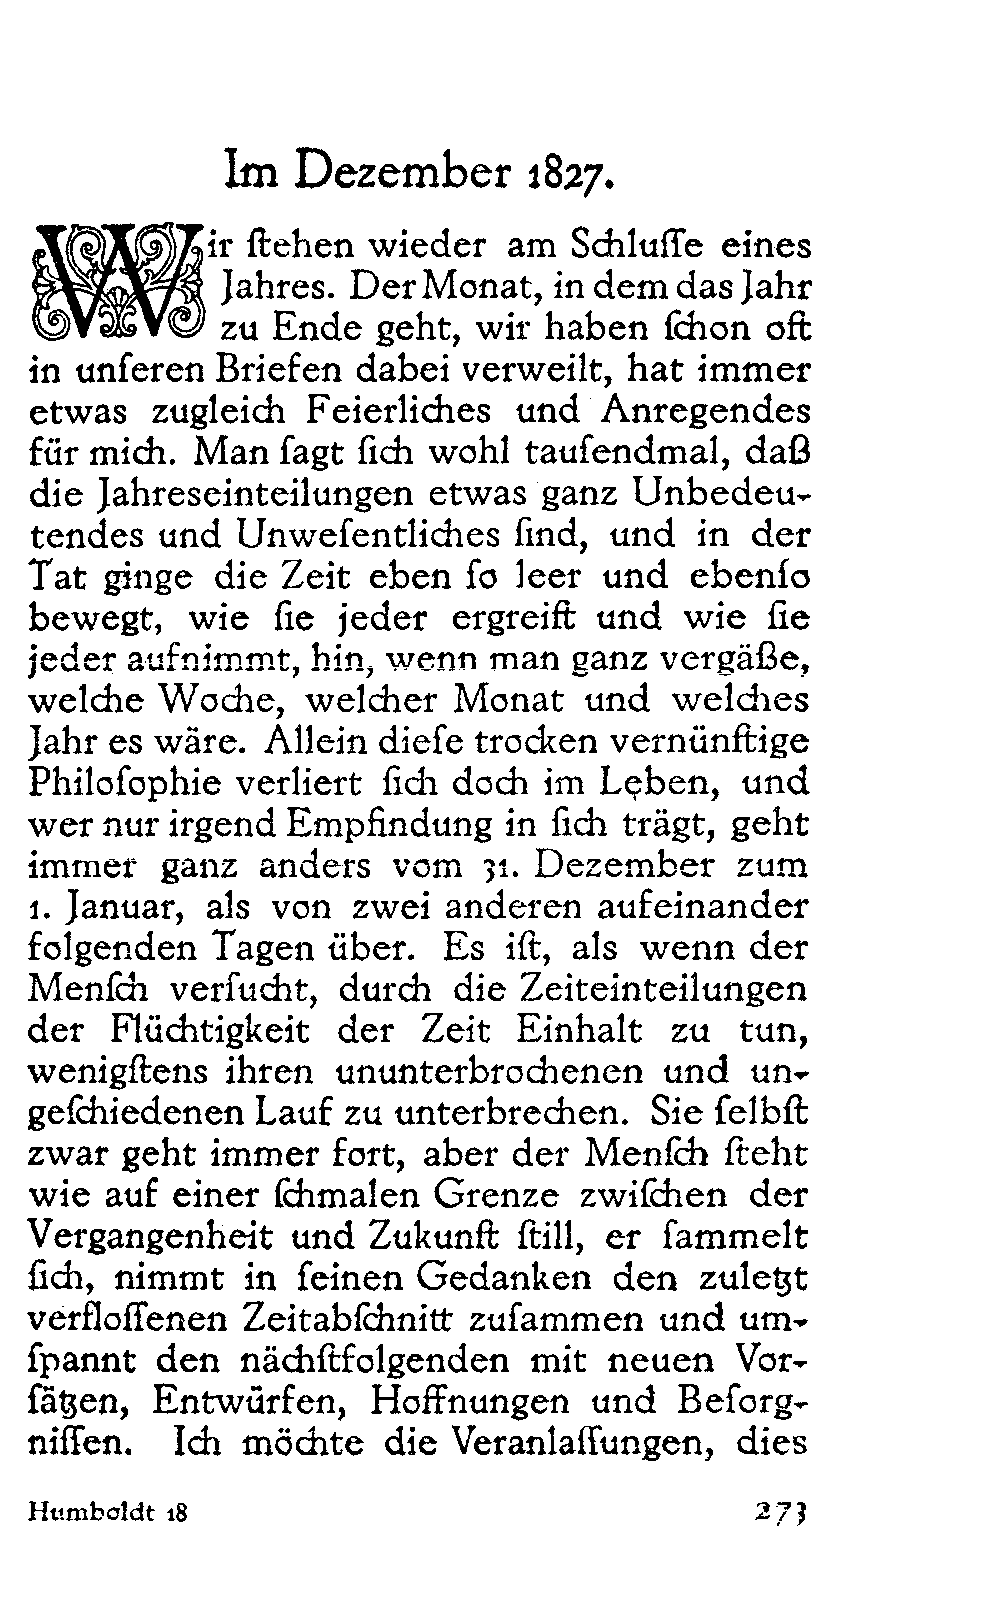 Im Dezember 1827.
Wir ſtehen wieder am Schluſſe eines
Jahres. Der Monat, in dem das Jahr
zu Ende geht, wir haben ſchon oft
in unſeren Briefen dabei verweilt, hat immer
etwas zugleich Feierliches und Anregendes
für mich. Man ſagt ſich wohl tauſendmal, daß
die Jahreseinteilungen etwas ganz Unbedeu-
tendes und Unweſentliches ſind, und in der
Tat ginge die Zeit eben ſo leer und ebenſo
bewegt, wie ſie jeder ergreift und wie ſie
jeder aufnimmt, hin, wenn man ganz vergäße,
welche Woche, welcher Monat und welches
Jahr es wäre. Allein dieſe trocken vernünftige
Philoſophie verliert ſich doch im Leben, und
wer nur irgend Empfindung in ſich trägt, geht
immer ganz anders vom 31. Dezember zum
1. Januar, als von zwei anderen aufeinander
folgenden Tagen über. Es iſt, als wenn der
Menſch verſucht, durch die Zeiteinteilungen
der Flüchtigkeit der Zeit Einhalt zu tun,
wenigſtens ihren ununterbrochenen und un-
geſchiedenen Lauf zu unterbrechen. Sie ſelbſt
zwar geht immer fort, aber der Menſch ſteht
wie auf einer ſchmalen Grenze zwiſchen der
Vergangenheit und Zukunft ſtill, er ſammelt
ſich, nimmt in ſeinen Gedanken den zuletzt
verfloſſenen Zeitabſchnitt zuſammen und um-
ſpannt den nächſtfolgenden mit neuen Vor-
ſätzen, Entwürfen, Hoffnungen und Beſorg-
niſſen. Ich möchte die Veranlaſſungen, dies
Humboldt 18 273